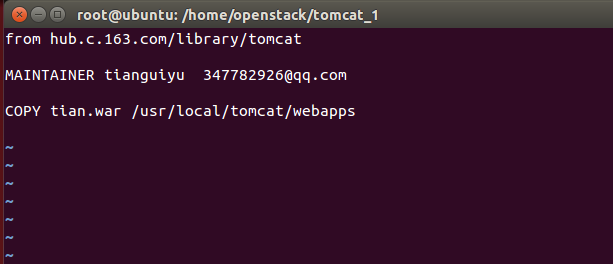 root@ubuntu: /home/openstack/tomcat_1
from hub.c.163.com/library/tomcat
MAINTAINER tianguiyu  347782926@qq.com
COPY tian.war /usr/local/tomcat/webapps
~
~
~
~
~
~
~